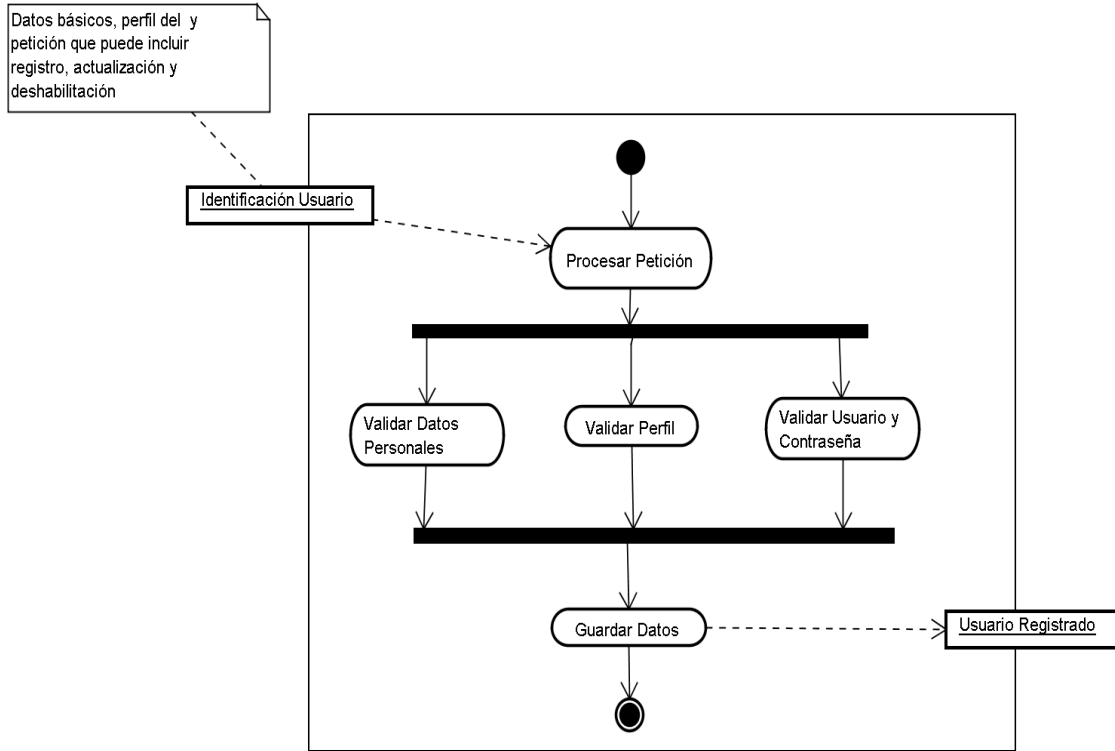 Datos básicos, perfil del y
petición que puede incluir
registro, actualización y
deshabilitación
Identificación Usuario
Procesar Petición
Validar Datos
Personales
Validar Perfil
Validar Usuario y
Contraseña
Guardar Datos
Usuario Registrado